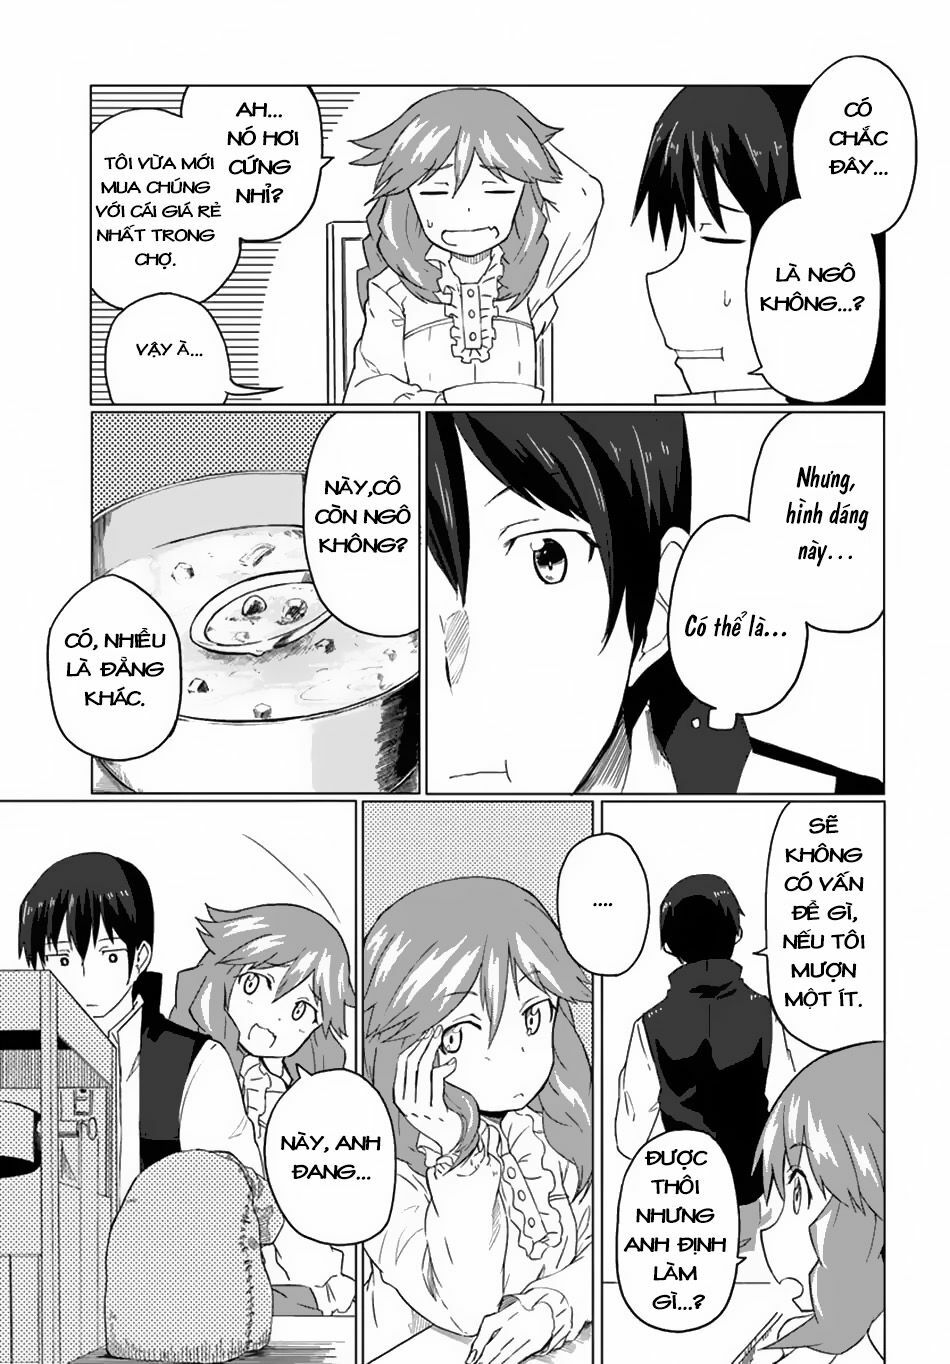 CÓ
CHẮC
ĐÂY...
LÀ NGÔ
KHÔNG...?
AH...
NÓ HƠI
CỨNG
NHỈ?
TÔI VỪA MỚI
MUA CHÚNG
VỚI CÁI GIÁ RẺ
NHẤT TRONG
CHỢ.
VẬY À...
Nhưng,
hình dáng
này...
Có thể là...
NÀY,CÔ
CÒN NGÔ
KHÔNG?
CÓ, NHIỀU
LÀ ĐẰNG
KHÁC.
SẼ
KHÔNG
CÓ VẤN
ĐỀ GÌ,
NẾU TÔI
MƯỢN
MỘT ÍT.
ĐƯỢC
THÔI
NHƯNG
ANH ĐỊNH
LÀM
GÌ...?
....
NÀY, ANH
ĐANG...